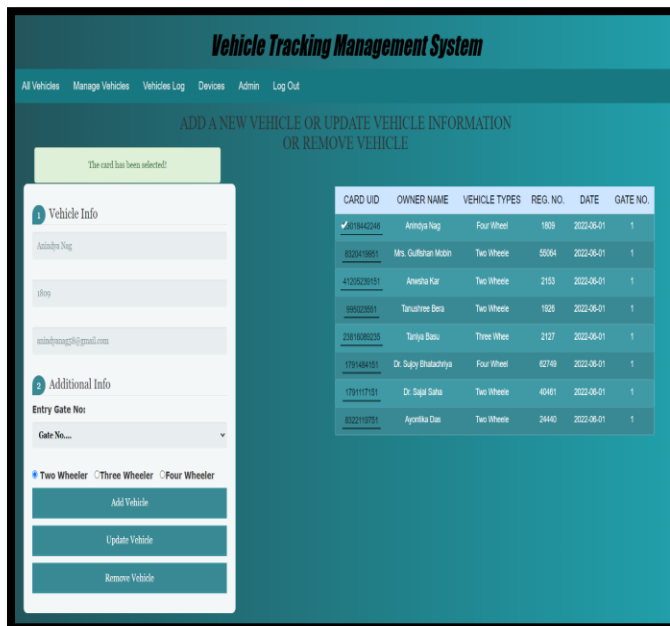 Vehicle Tracking Management System
All Vehicles Manage Vehicles Vehicles Log Devices Admin Log Out
ADD A NEW VEHICLE OR UPDATE VEHICLE INFORMATION
OR REMOVE VEHICLE
The card has been selected!
1 Vehicle Info
Anindya Nag
1809
anindyanag58@gmail.com
2 Additional Info
Entry Gate No:
Gate No....
Two Wheeler Three Wheeler Four Wheeler
Add Vehicle
Update Vehicle
Remove Vehicle
CARD UID OWNER NAME VEHICLE TYPES REG. NO. DATE GATE NO.
Anindya Nag Four Wheel 1809 2022-06-01 1
Mrs. Gulfishan Mobin Two Wheele 55064 2022-06-01 1
41205239151 Anwsha Kar Two Wheele 2153 2022-06-01 1
Tanushree Bera Two Wheele 1926 2022-06-01 1
Taniya Basu Three Whee 2127 2022-06-01 1
1791484151 Dr. Sujoy Bhatachriya Four Wheel 62749 2022-06-01 1
1791117151 Dr. Sajal Saha Two Wheele 40461 2022-06-01 1
Ayontika Das Two Wheele 24440 2022-06-01 1